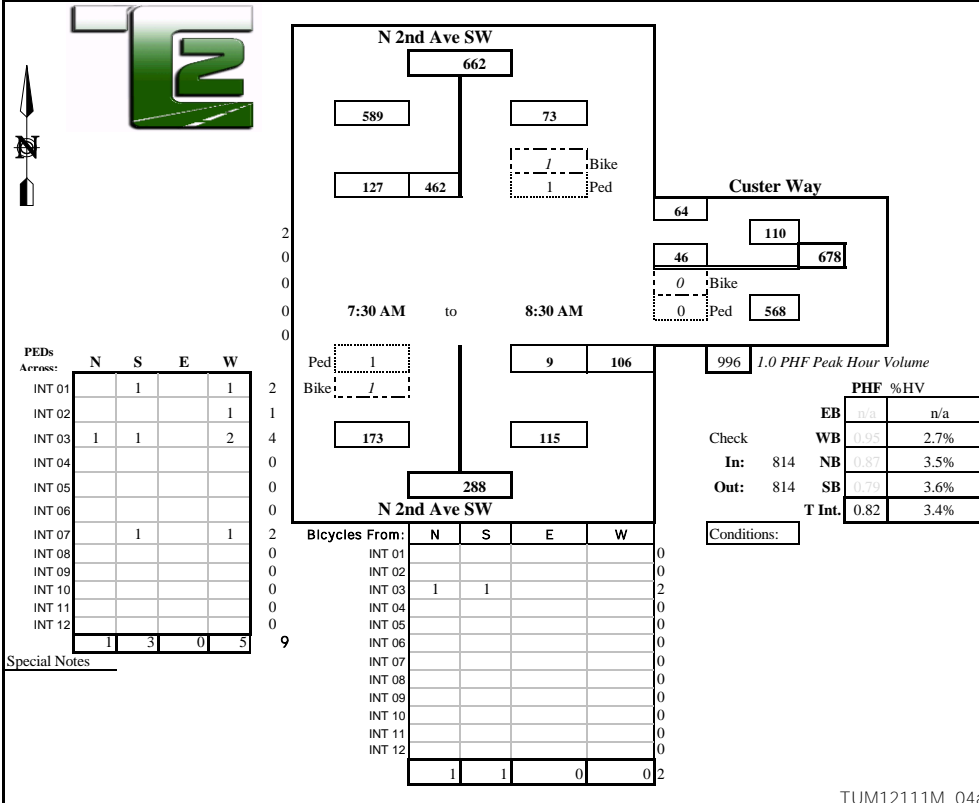 N 2nd Ave SW
662
589 73
1 Bike
127 462 1 Ped Custer Way
64
2 110
0 46 678
0 0 Bike
0 7:30 AM to 8:30 AM 0 Ped 568
0
Ped 1 9 106 996 1.0 PHF Peak Hour Volume
Bike 1
173 115
288
N 2nd Ave SW
PHF %HV
EB n/a n/a
Check WB 0.95 2.7%
In: 814 NB 0.87 3.5%
Out: 814 SB 0.79 3.6%
T Int. 0.82 3.4%
Conditions:
PEDs
Across: N S E W
INT 01 1 1 2
INT 02 1 1
INT 03 1 1 2 4
INT 04 0
INT 05 0
INT 06 0
INT 07 1 1 2
INT 08 0
INT 09 0
INT 10 0
INT 11 0
INT 12 0
1 3 0 5 9
Special Notes
Bicycles From: N S E W
INT 01 0
INT 02 0
INT 03 1 1 2
INT 04 0
INT 05 0
INT 06 0
INT 07 0
INT 08 0
INT 09 0
INT 10 0
INT 11 0
INT 12 0
1 1 0 0 2
TUM12111M_04a
N
T2